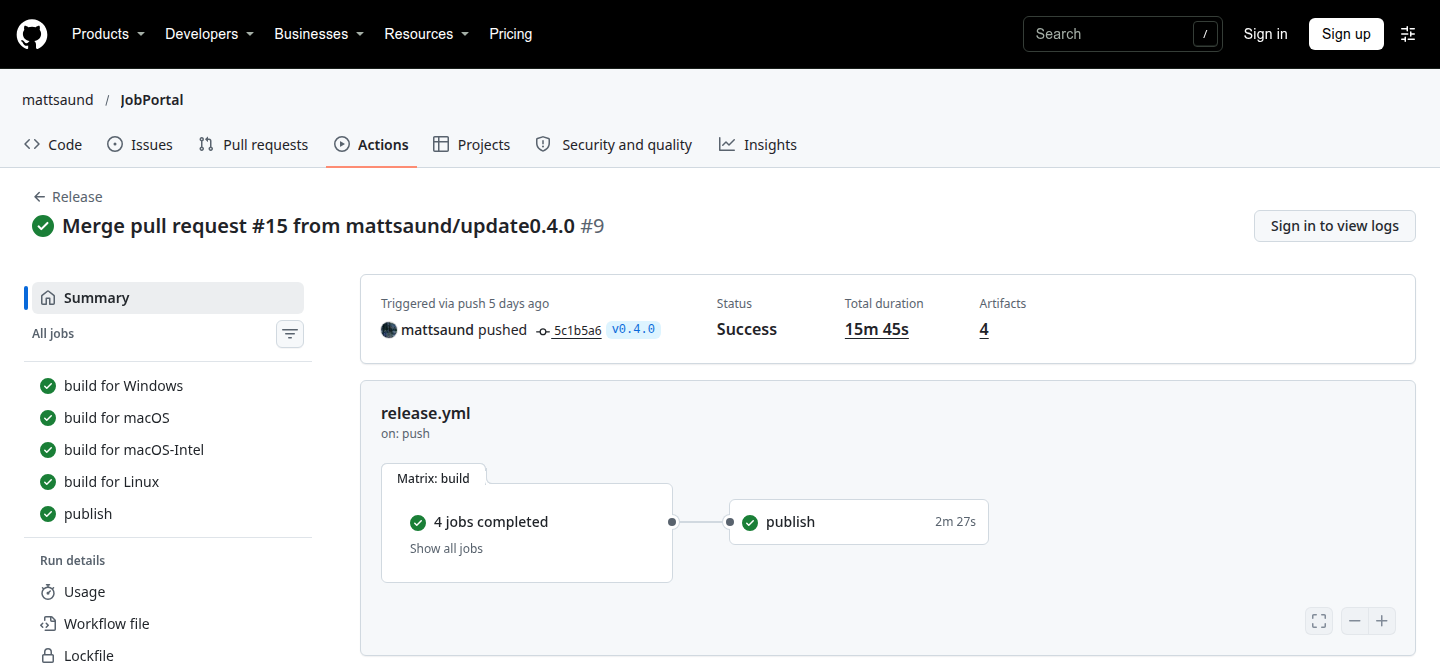 Products Developers Businesses Resources Pricing Search / Sign in Sign up
mattsaund / JobPortal
Code Issues Pull requests Actions Projects Security and quality Insights
Release
Merge pull request #15 from mattsaund/update0.4.0 #9
Sign in to view logs
Summary
All jobs
build for Windows
build for macOS
build for macOS-Intel
build for Linux
publish
Run details
Usage
Workflow file
Lockfile
Triggered via push 5 days ago
mattsaund pushed 5c1b5a6 v0.4.0
Status
Success
Total duration
15m 45s
Artifacts
4
release.yml
on: push
Matrix: build
4 jobs completed
Show all jobs
publish 2m 27s